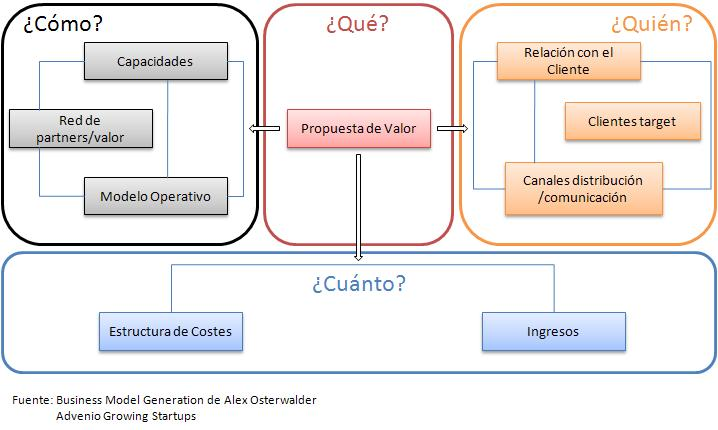 ¿Cómo?
Capacidades
Red de
partners/valor
Modelo Operativo
¿Qué?
Propuesta de Valor
¿Quién?
Relación con el
Cliente
Clientes target
Canales distribución
/comunicación
¿Cuánto?
Estructura de Costes
Ingresos
Fuente: Business Model Generation de Alex Osterwalder
Advenio Growing Startups